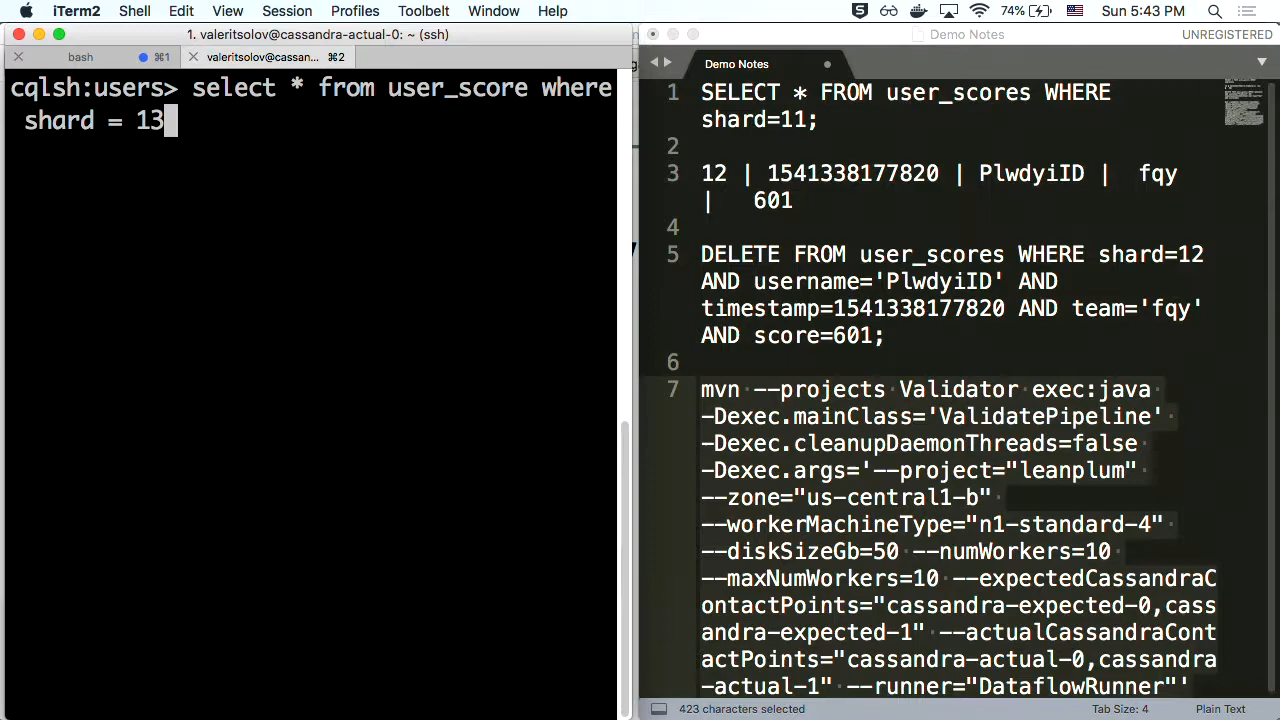 iTerm2 Shell Edit View Session Profiles Toolbelt Window Help 74% Sun 5:43 PM
1. valeritsolov@cassandra-actual-0: ~ (ssh)
bash ⌘1 valeritsolov@cassan... ⌘2
cqlsh:users> select * from user_score where
shard = 13
Demo Notes UNREGISTERED
Demo Notes
1 SELECT * FROM user_scores WHERE
shard=11;
2
3 12 | 1541338177820 | PlwdyiID | fqy
| 601
4
5 DELETE FROM user_scores WHERE shard=12
AND username='PlwdyiID' AND
timestamp=1541338177820 AND team='fqy'
AND score=601;
6
7 mvn --projects Validator exec:java
-Dexec.mainClass='ValidatePipeline'
-Dexec.cleanupDaemonThreads=false
-Dexec.args='--project="leanplum"
--zone="us-central1-b"
--workerMachineType="n1-standard-4"
--diskSizeGb=50 --numWorkers=10
--maxNumWorkers=10 --expectedCassandraC
ontactPoints="cassandra-expected-0,cass
andra-expected-1" --actualCassandraCont
actPoints="cassandra-actual-0,cassandra
-actual-1" --runner="DataflowRunner"'
423 characters selected Tab Size: 4 Plain Text